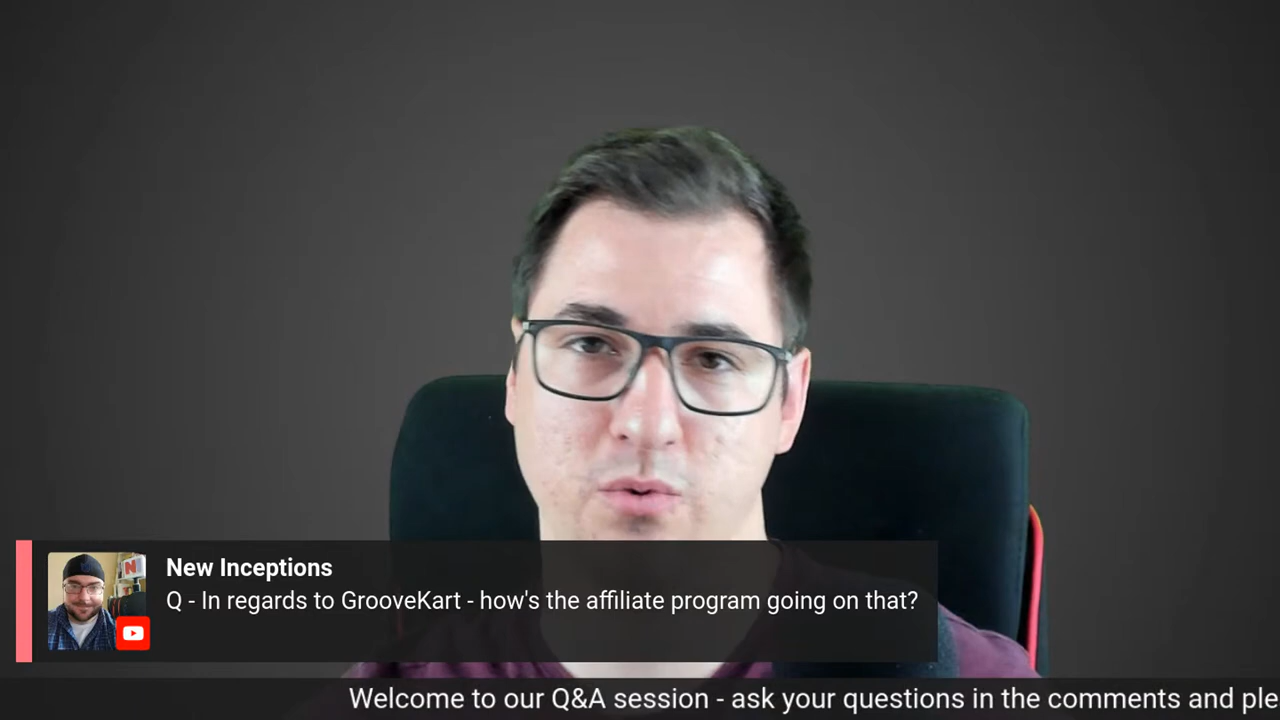 New Inceptions
Q - In regards to GrooveKart - how's the affiliate program going on that?
N
Welcome to our Q&A session - ask your questions in the comments and ple